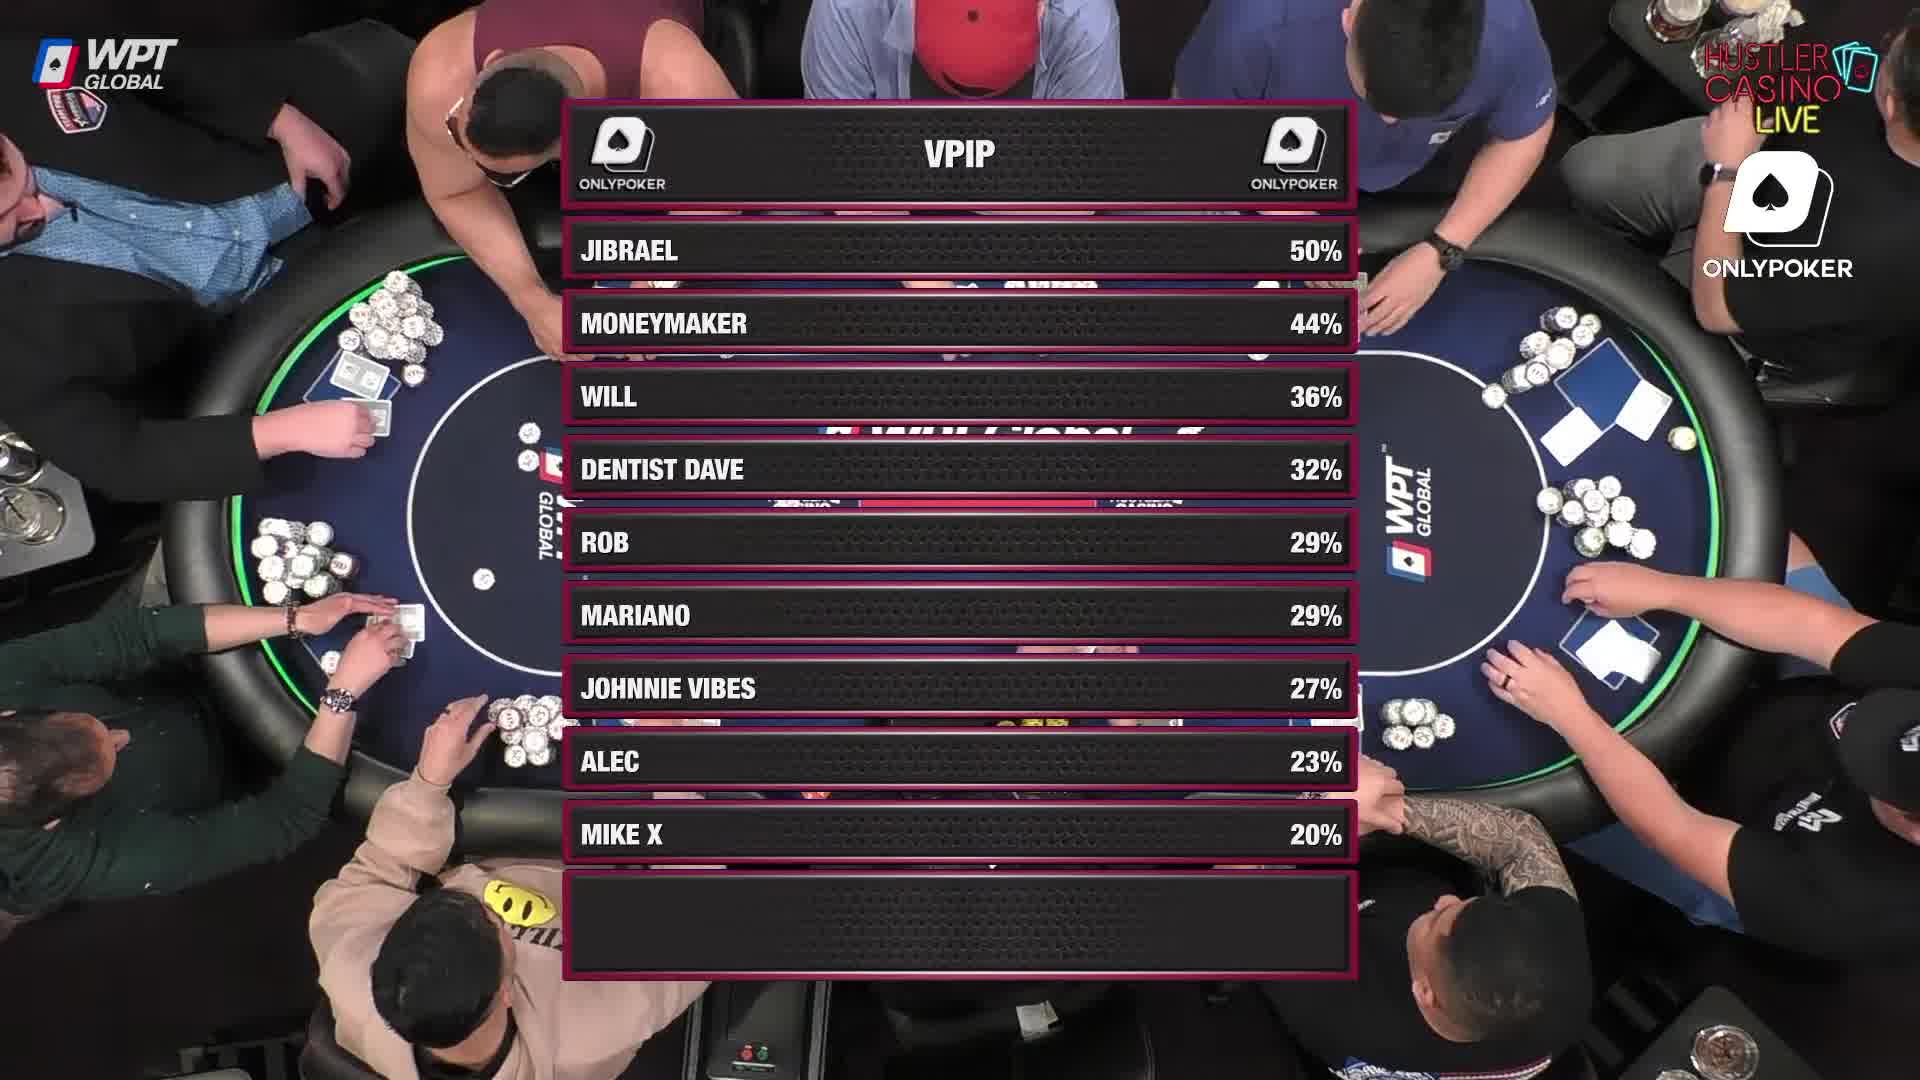 WPT
GLOBAL
HUSTLER
CASINO
LIVE
ONLYPOKER
VPIP
ONLYPOKER
ONLYPOKER
JIBRAEL 50%
MONEYMAKER 44%
WILL 36%
DENTIST DAVE 32%
ROB 29%
MARIANO 29%
JOHNNIE VIBES 27%
ALEC 23%
MIKE X 20%
GLOBAL
WPT
GLOBAL